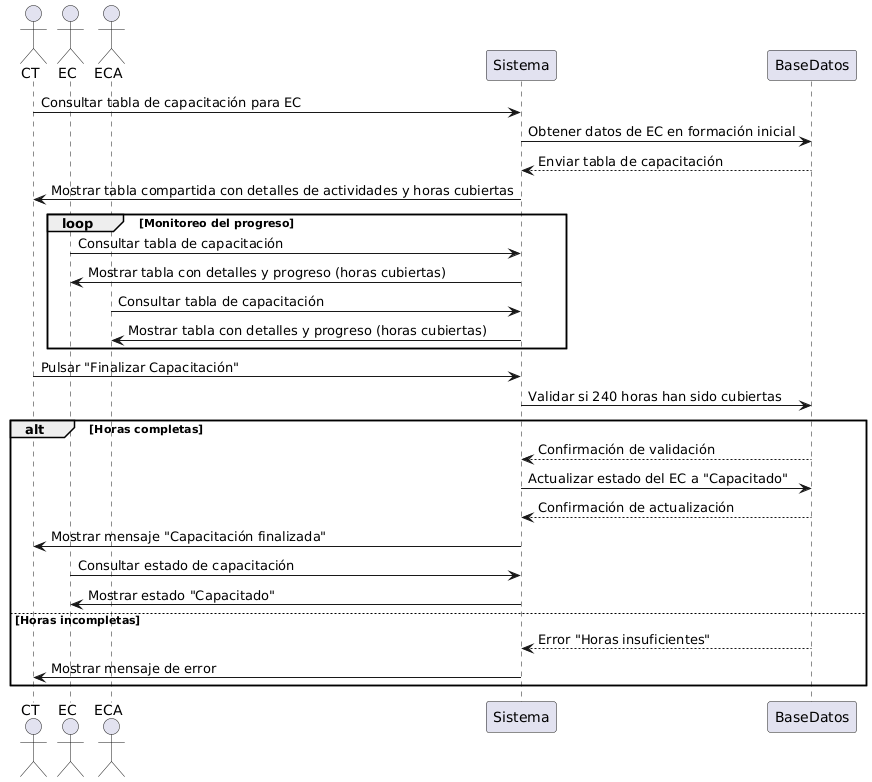 CT EC ECA
Sistema BaseDatos
Consultar tabla de capacitación para EC
Obtener datos de EC en formación inicial
Enviar tabla de capacitación
Mostrar tabla compartida con detalles de actividades y horas cubiertas
loop [Monitoreo del progreso]
Consultar tabla de capacitación
Mostrar tabla con detalles y progreso (horas cubiertas)
Consultar tabla de capacitación
Mostrar tabla con detalles y progreso (horas cubiertas)
Pulsar "Finalizar Capacitación"
Validar si 240 horas han sido cubiertas
alt [Horas completas]
Confirmación de validación
Actualizar estado del EC a "Capacitado"
Confirmación de actualización
Mostrar mensaje "Capacitación finalizada"
Consultar estado de capacitación
Mostrar estado "Capacitado"
[Horas incompletas]
Error "Horas insuficientes"
Mostrar mensaje de error
CT EC ECA
Sistema BaseDatos